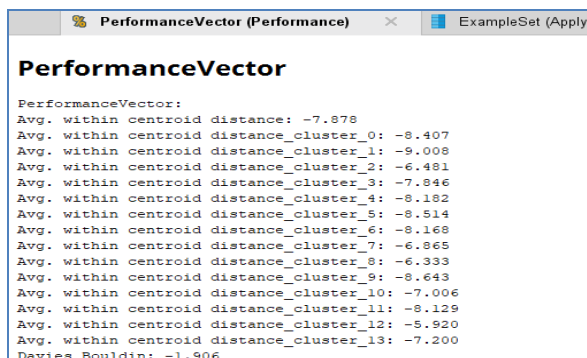 PerformanceVector (Performance)
ExampleSet (Apply
PerformanceVector
PerformanceVector:
Avg. within centroid distance: -7.878
Avg. within centroid distance_cluster_0: -8.407
Avg. within centroid distance_cluster_1: -9.008
Avg. within centroid distance_cluster_2: -6.481
Avg. within centroid distance_cluster_3: -7.846
Avg. within centroid distance_cluster_4: -8.182
Avg. within centroid distance_cluster_5: -8.514
Avg. within centroid distance_cluster_6: -8.168
Avg. within centroid distance_cluster_7: -6.865
Avg. within centroid distance_cluster_8: -6.333
Avg. within centroid distance_cluster_9: -8.643
Avg. within centroid distance_cluster_10: -7.006
Avg. within centroid distance_cluster_11: -8.129
Avg. within centroid distance_cluster_12: -5.920
Avg. within centroid distance_cluster_13: -7.200
Davies Bouldin: -1.906